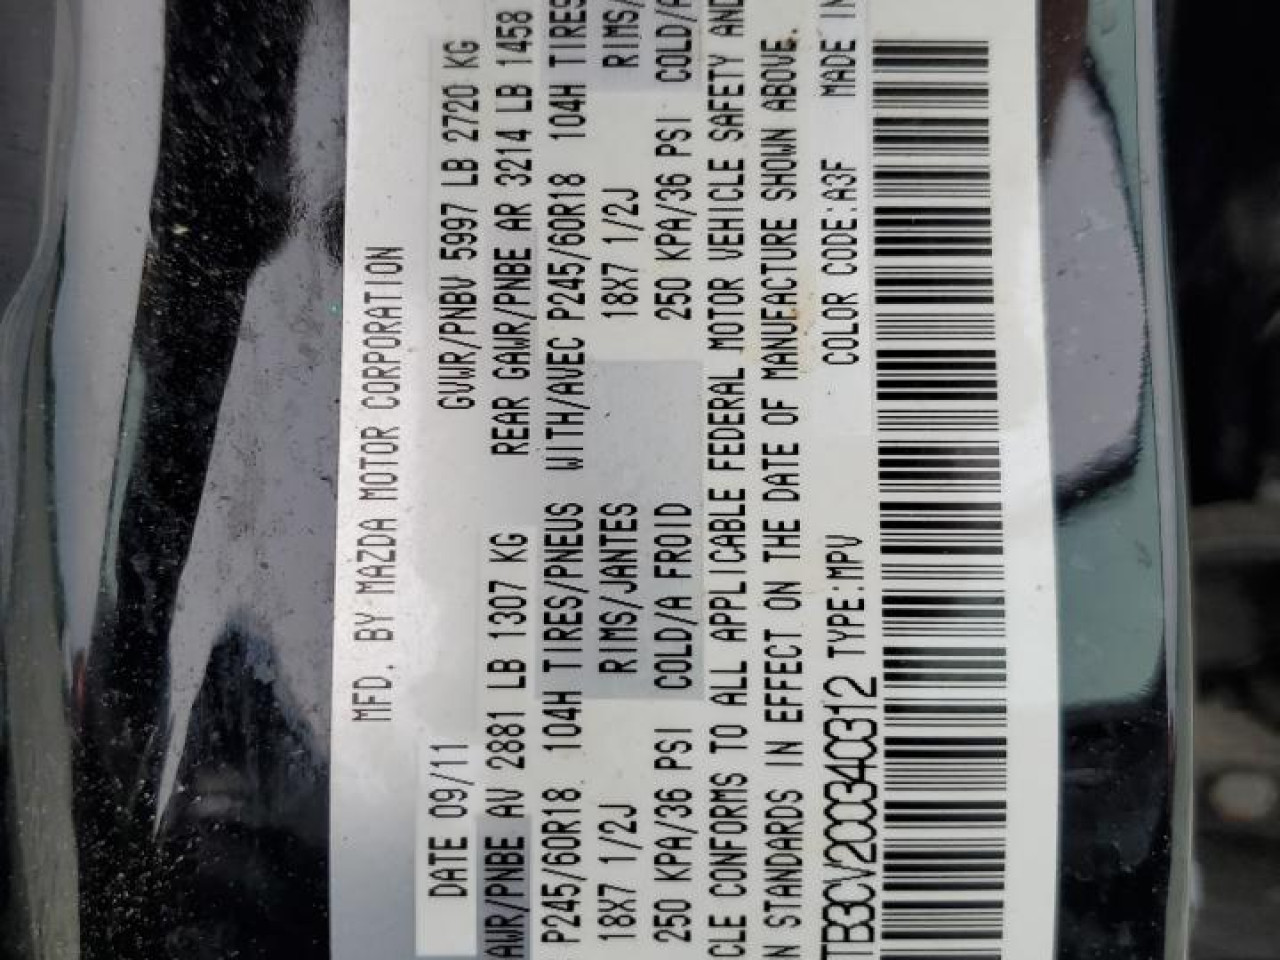 MFD. BY MAZDA MOTOR CORPORATION
DATE 09/11 GVWR/PNBV 5997 LB 2720 KG
AWR/PNBE AV 2881 LB 1307 KG REAR GAWR/PNBE AR 3214 LB 1458
P245/60R18 104H TIRES/PNEUS WITH/AVEC P245/60R18 104H TIRES
18X7 1/2J RIMS/JANTES 18X7 1/2J RIMS/
250 KPA/36 PSI COLD/A FROID 250 KPA/36 PSI COLD/A
CLE CONFORMS TO ALL APPLICABLE FEDERAL MOTOR VEHICLE SAFETY AND
N STANDARDS IN EFFECT ON THE DATE OF MANUFACTURE SHOWN ABOVE.
TB3CV2C0340312 TYPE:MPV COLOR CODE:A3F MADE IN